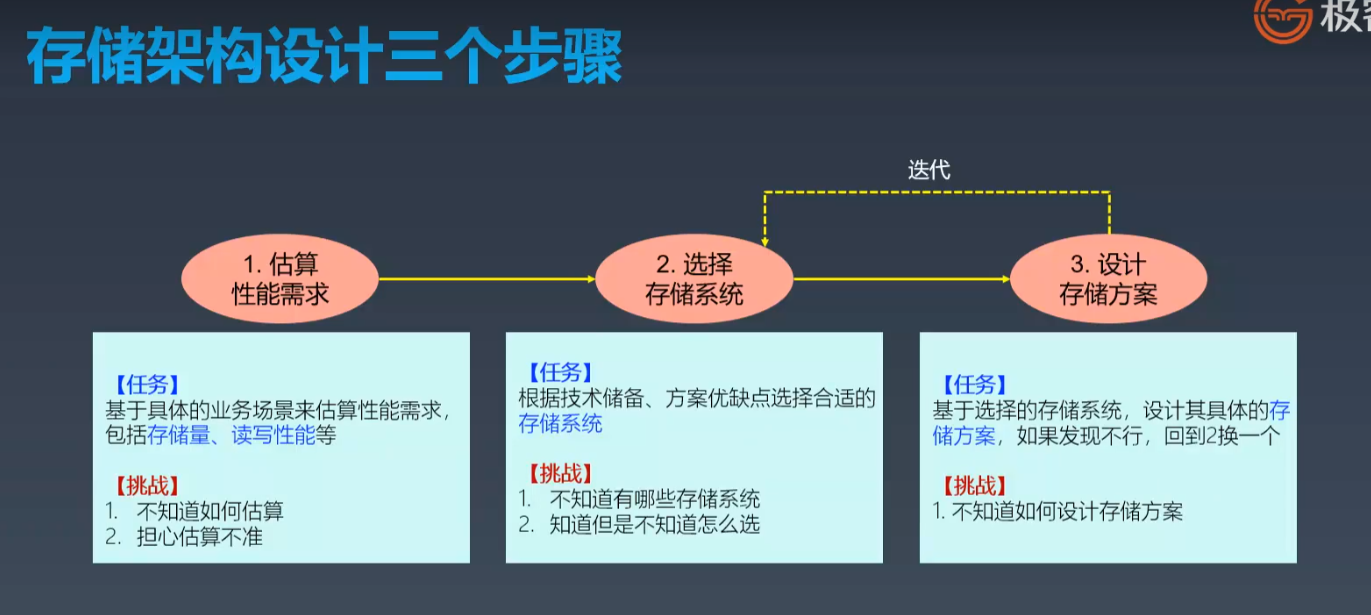 存储架构设计三个步骤
迭代
1. 估算
性能需求
2. 选择
存储系统
3. 设计
存储方案
【任务】
基于具体的业务场景来估算性能需求，
包括存储量、读写性能等
【挑战】
1. 不知道如何估算
2. 担心估算不准
【任务】
根据技术储备、方案优缺点选择合适的
存储系统
【挑战】
1. 不知道有哪些存储系统
2. 知道但是不知道怎么选
【任务】
基于选择的存储系统，设计其具体的存
储方案，如果发现不行，回到2换一个
【挑战】
1. 不知道如何设计存储方案